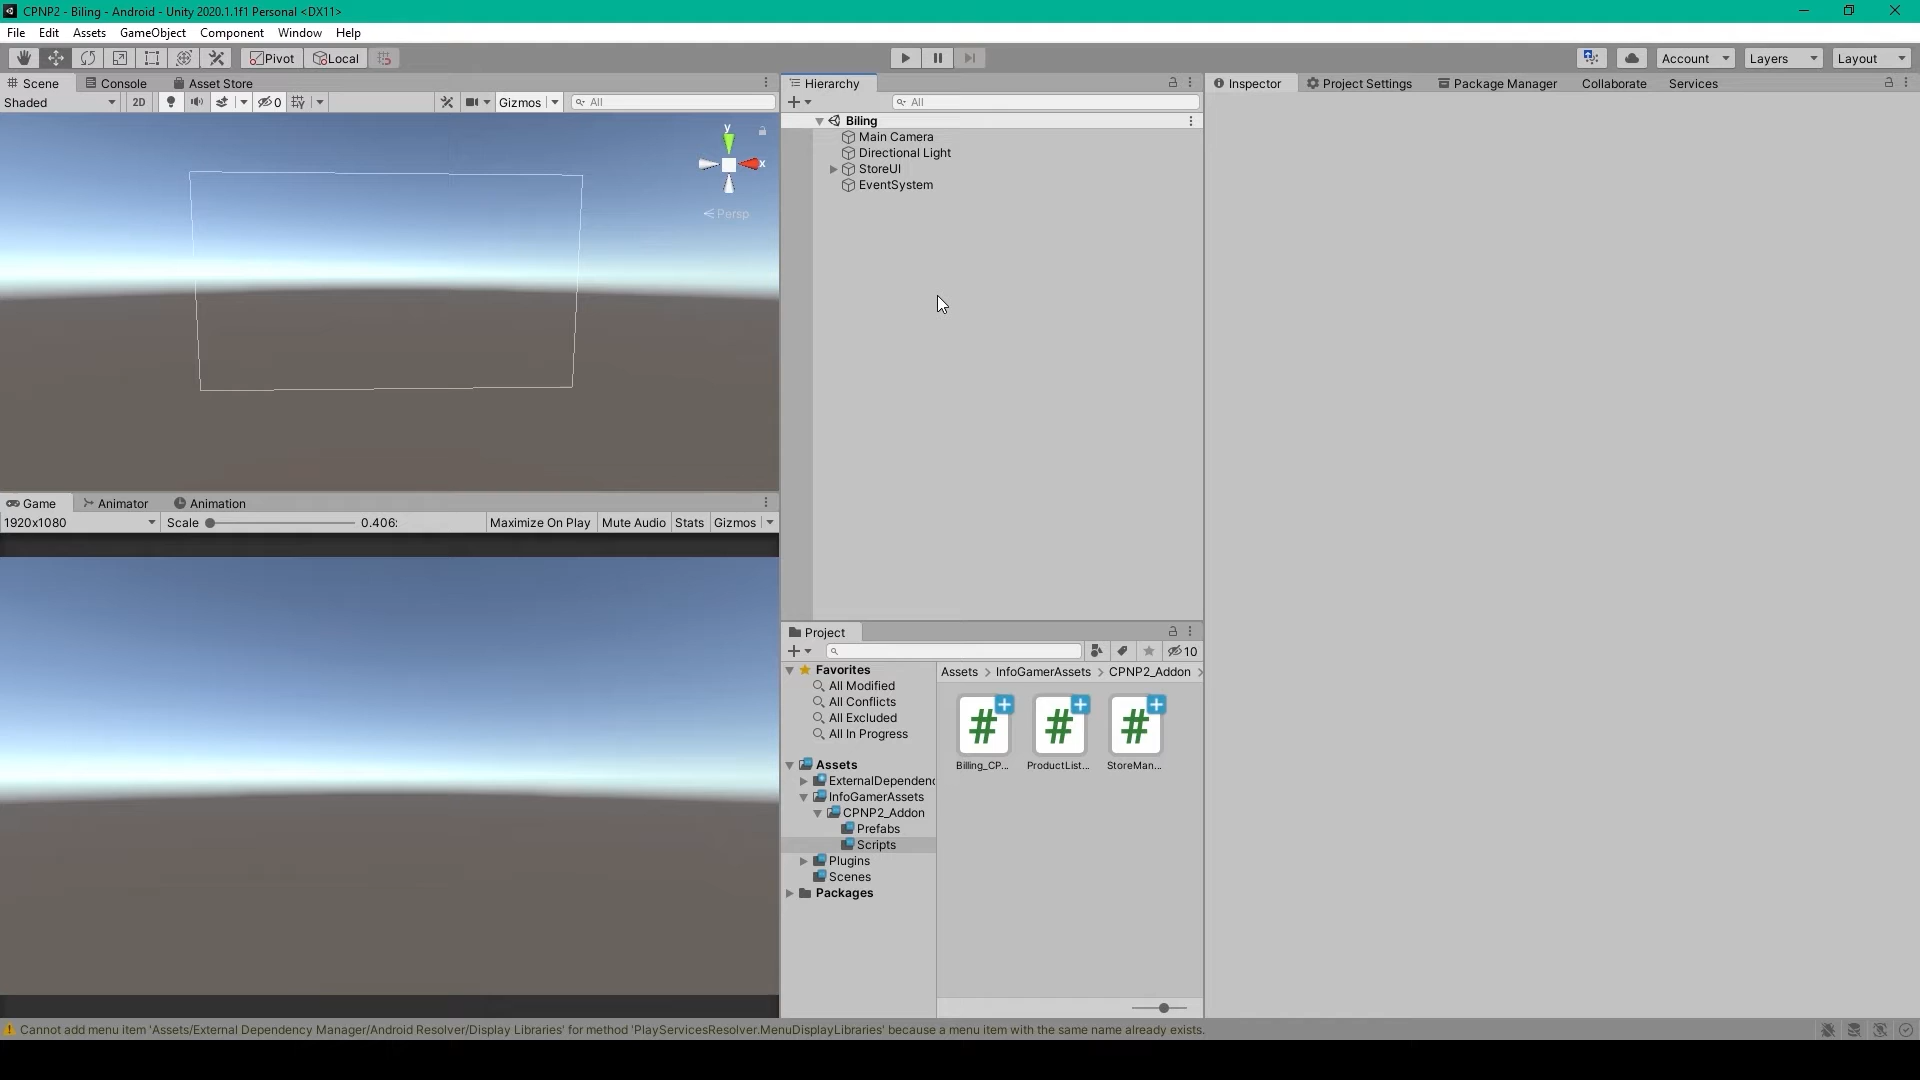 CPNP2 - Biling - Android - Unity 2020.1.1f1 Personal <DX11>
File Edit Assets GameObject Component Window Help
Pivot Local Account Layers Layout
Scene Console Asset Store
Shaded 2D 0 Gizmos All
y
x
Persp
Game Animator Animation
1920x1080 Scale 0.406: Maximize On Play Mute Audio Stats Gizmos
Hierarchy
All
Biling
Main Camera
Directional Light
StoreUI
EventSystem
Project
10
Favorites
All Modified
All Conflicts
All Excluded
All In Progress
Assets
ExternalDependenc
InfoGamerAssets
CPNP2_Addon
Prefabs
Scripts
Plugins
Scenes
Packages
Assets > InfoGamerAssets > CPNP2_Addon >
# # #
Billing_CP... ProductList... StoreMan...
Inspector Project Settings Package Manager Collaborate Services
Cannot add menu item 'Assets/External Dependency Manager/Android Resolver/Display Libraries' for method 'PlayServicesResolver.MenuDisplayLibraries' because a menu item with the same name already exists.